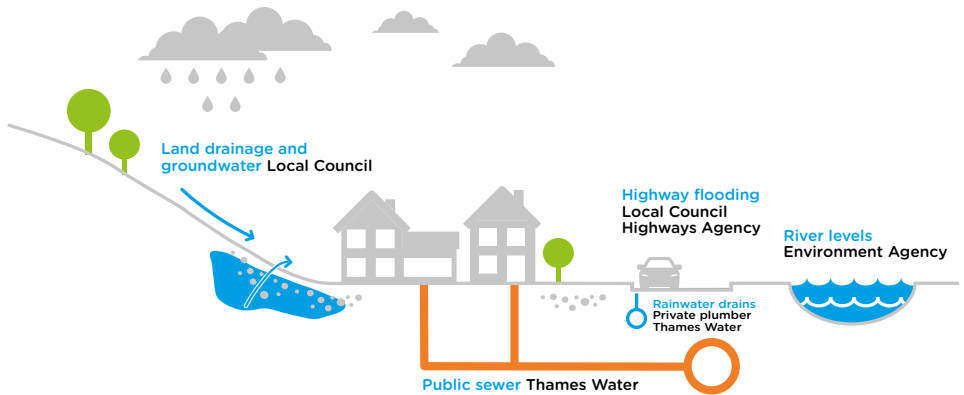 Land drainage and
groundwater Local Council
Highway flooding
Local Council
Highways Agency
River levels
Environment Agency
Rainwater drains
Private plumber
Thames Water
Public sewer Thames Water